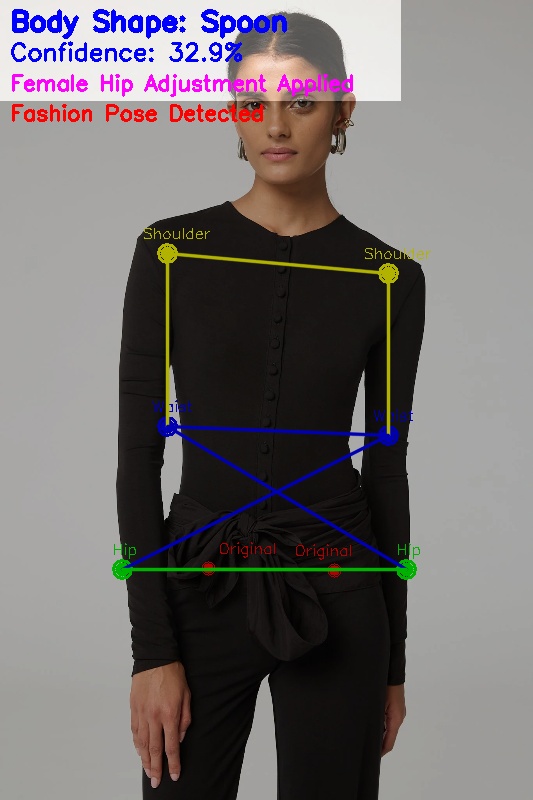 Body Shape: Spoon
Confidence: 32.9%
Female Hip Adjustment Applied
Fashion Pose Detected
Shoulder
Shoulder
Waist
Waist
Hip
Original
Original
Hip